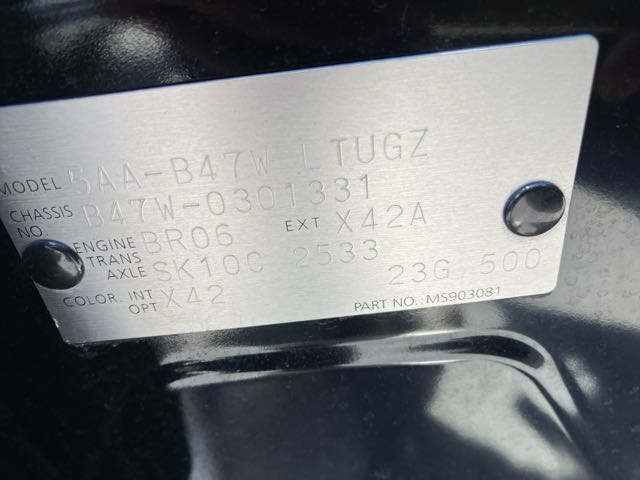 MODEL 5AA-B47W LTUGZ
CHASSIS NO. B47W-0301331
ENGINE BR06 EXT X42A
TRANS AXLE SK10C 2533
COLOR. INT OPT X42 23G 500
PART NO.: MS903081